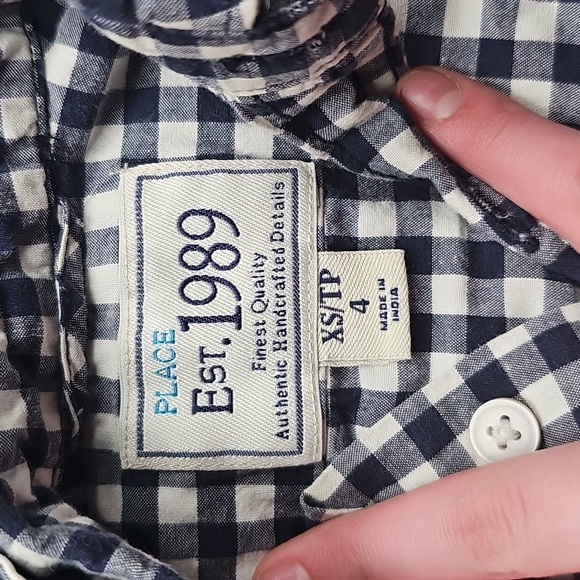 PLACE
EST. 1989
Finest Quality
Authentic Handcrafted Details
XS/TP
4
MADE IN
INDIA